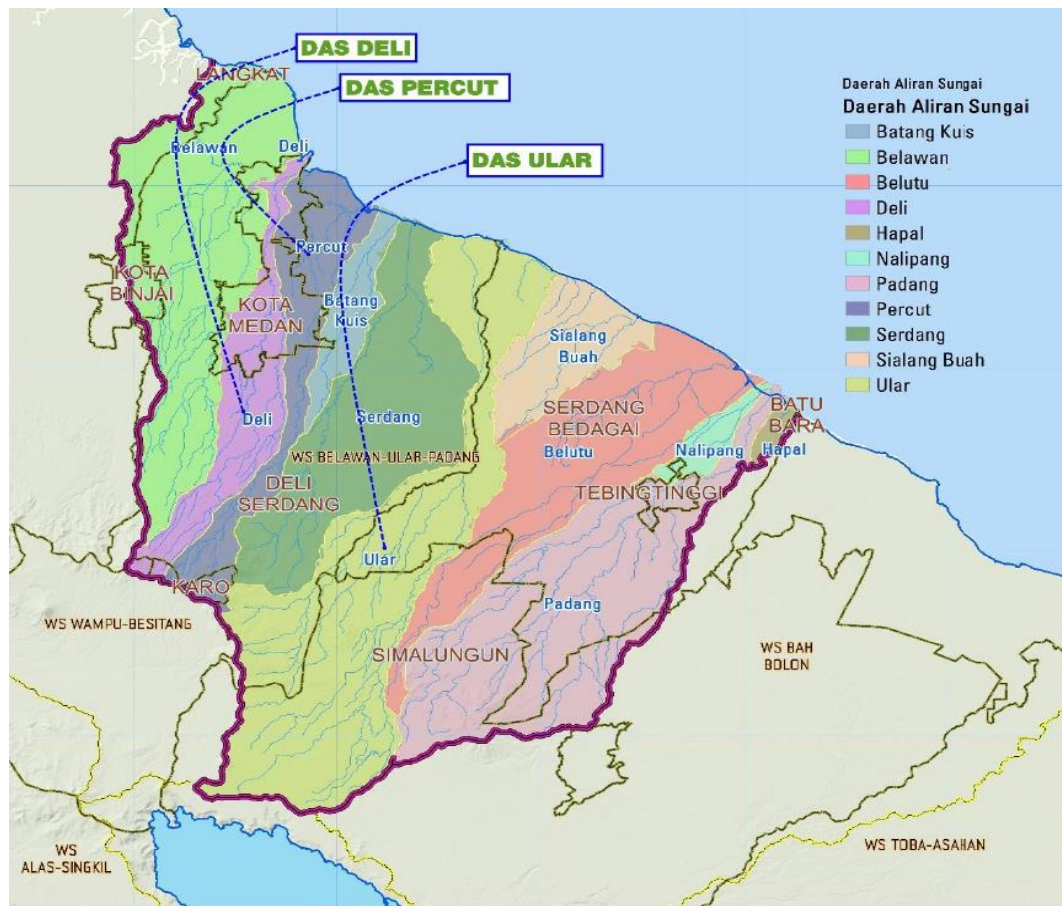 DAS DELI
LANGKAT
DAS PERCUT
Belawan
Deli
DAS ULAR
Percut
KOTA
BINJAI
KOTA
MEDAN
Batang
Kuis
Sialang
Buah
Deli
Serdang
SERDANG
BEDAGAI
Belutu
BATU
BARA
Nalipang
Hapal
WS BELAWAN-ULAR-PADANG
DELI
SERDANG
TEBINGTINGGI
Ular
KARO
Padang
WS WAMPU-BESITANG
SIMALUNGUN
WS BAH
BOLON
WS
ALAS-SINGKIL
WS TOBA-ASAHAN
Daerah Aliran Sungai
Daerah Aliran Sungai
Batang Kuis
Belawan
Belutu
Deli
Hapal
Nalipang
Padang
Percut
Serdang
Sialang Buah
Ular